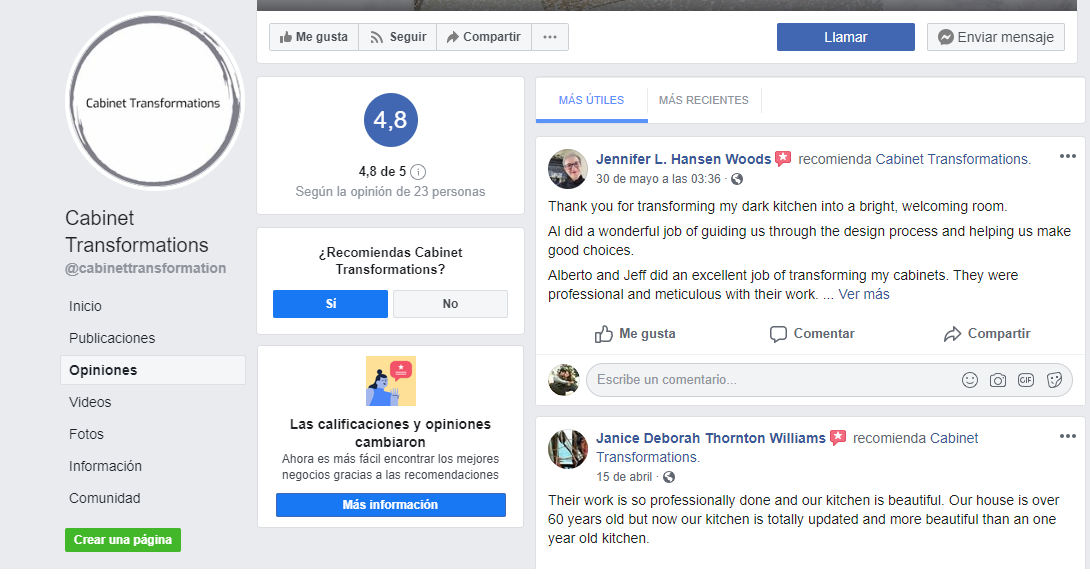 Cabinet Transformations
Cabinet
Transformations
@cabinettransformation
Inicio
Publicaciones
Opiniones
Videos
Fotos
Información
Comunidad
Crear una página
Me gusta
Seguir
Compartir
Llamar
Enviar mensaje
4,8
4,8 de 5
Según la opinión de 23 personas
¿Recomiendas Cabinet
Transformations?
Sí
No
Las calificaciones y opiniones
cambiaron
Ahora es más fácil encontrar los mejores
negocios gracias a las recomendaciones
Más información
MÁS ÚTILES
MÁS RECIENTES
Jennifer L. Hansen Woods recomienda Cabinet Transformations.
30 de mayo a las 03:36 ·
Thank you for transforming my dark kitchen into a bright, welcoming room.
Al did a wonderful job of guiding us through the design process and helping us make
good choices.
Alberto and Jeff did an excellent job of transforming my cabinets. They were
professional and meticulous with their work. ... Ver más
Me gusta
Comentar
Compartir
Escribe un comentario...
GIF
Janice Deborah Thornton Williams recomienda Cabinet
Transformations.
15 de abril ·
Their work is so professionally done and our kitchen is beautiful. Our house is over
60 years old but now our kitchen is totally updated and more beautiful than an one
year old kitchen.